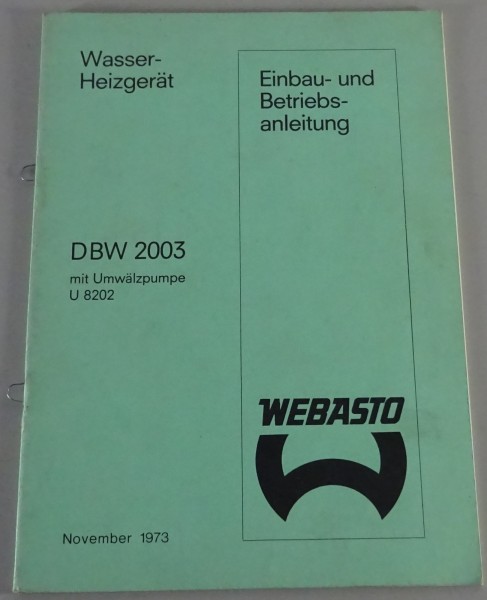 Wasser-
Heizgerät
Einbau- und
Betriebs-
anleitung
DBW 2003
mit Umwälzpumpe
U 8202
WEBASTO
November 1973